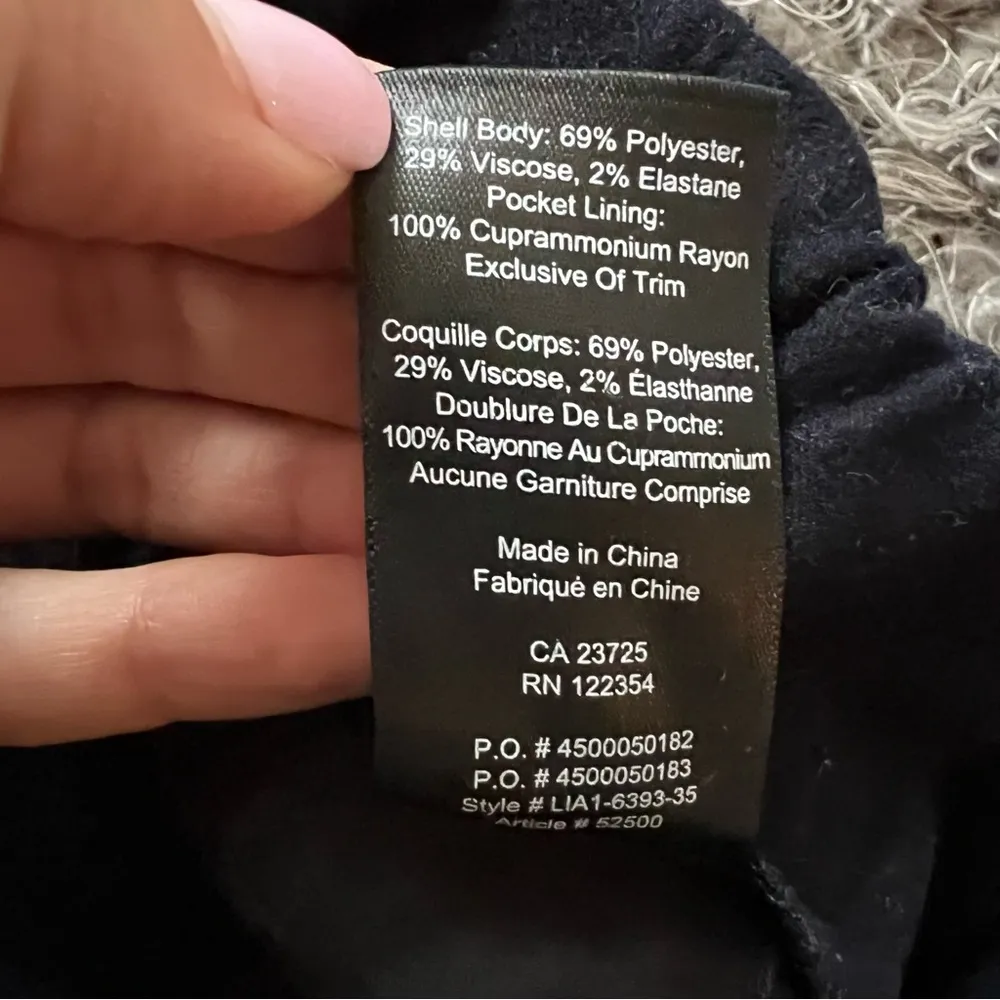 Shell Body: 69% Polyester,
29% Viscose, 2% Elastane
Pocket Lining:
100% Cuprammonium Rayon
Exclusive Of Trim
Coquille Corps: 69% Polyester,
29% Viscose, 2% Élasthanne
Doublure De La Poche:
100% Rayonne Au Cuprammonium
Aucune Garniture Comprise
Made in China
Fabriqué en Chine
CA 23725
RN 122354
P.O. # 4500050182
P.O. # 4500050183
Style # LIA1-6393-35
Article # 52500